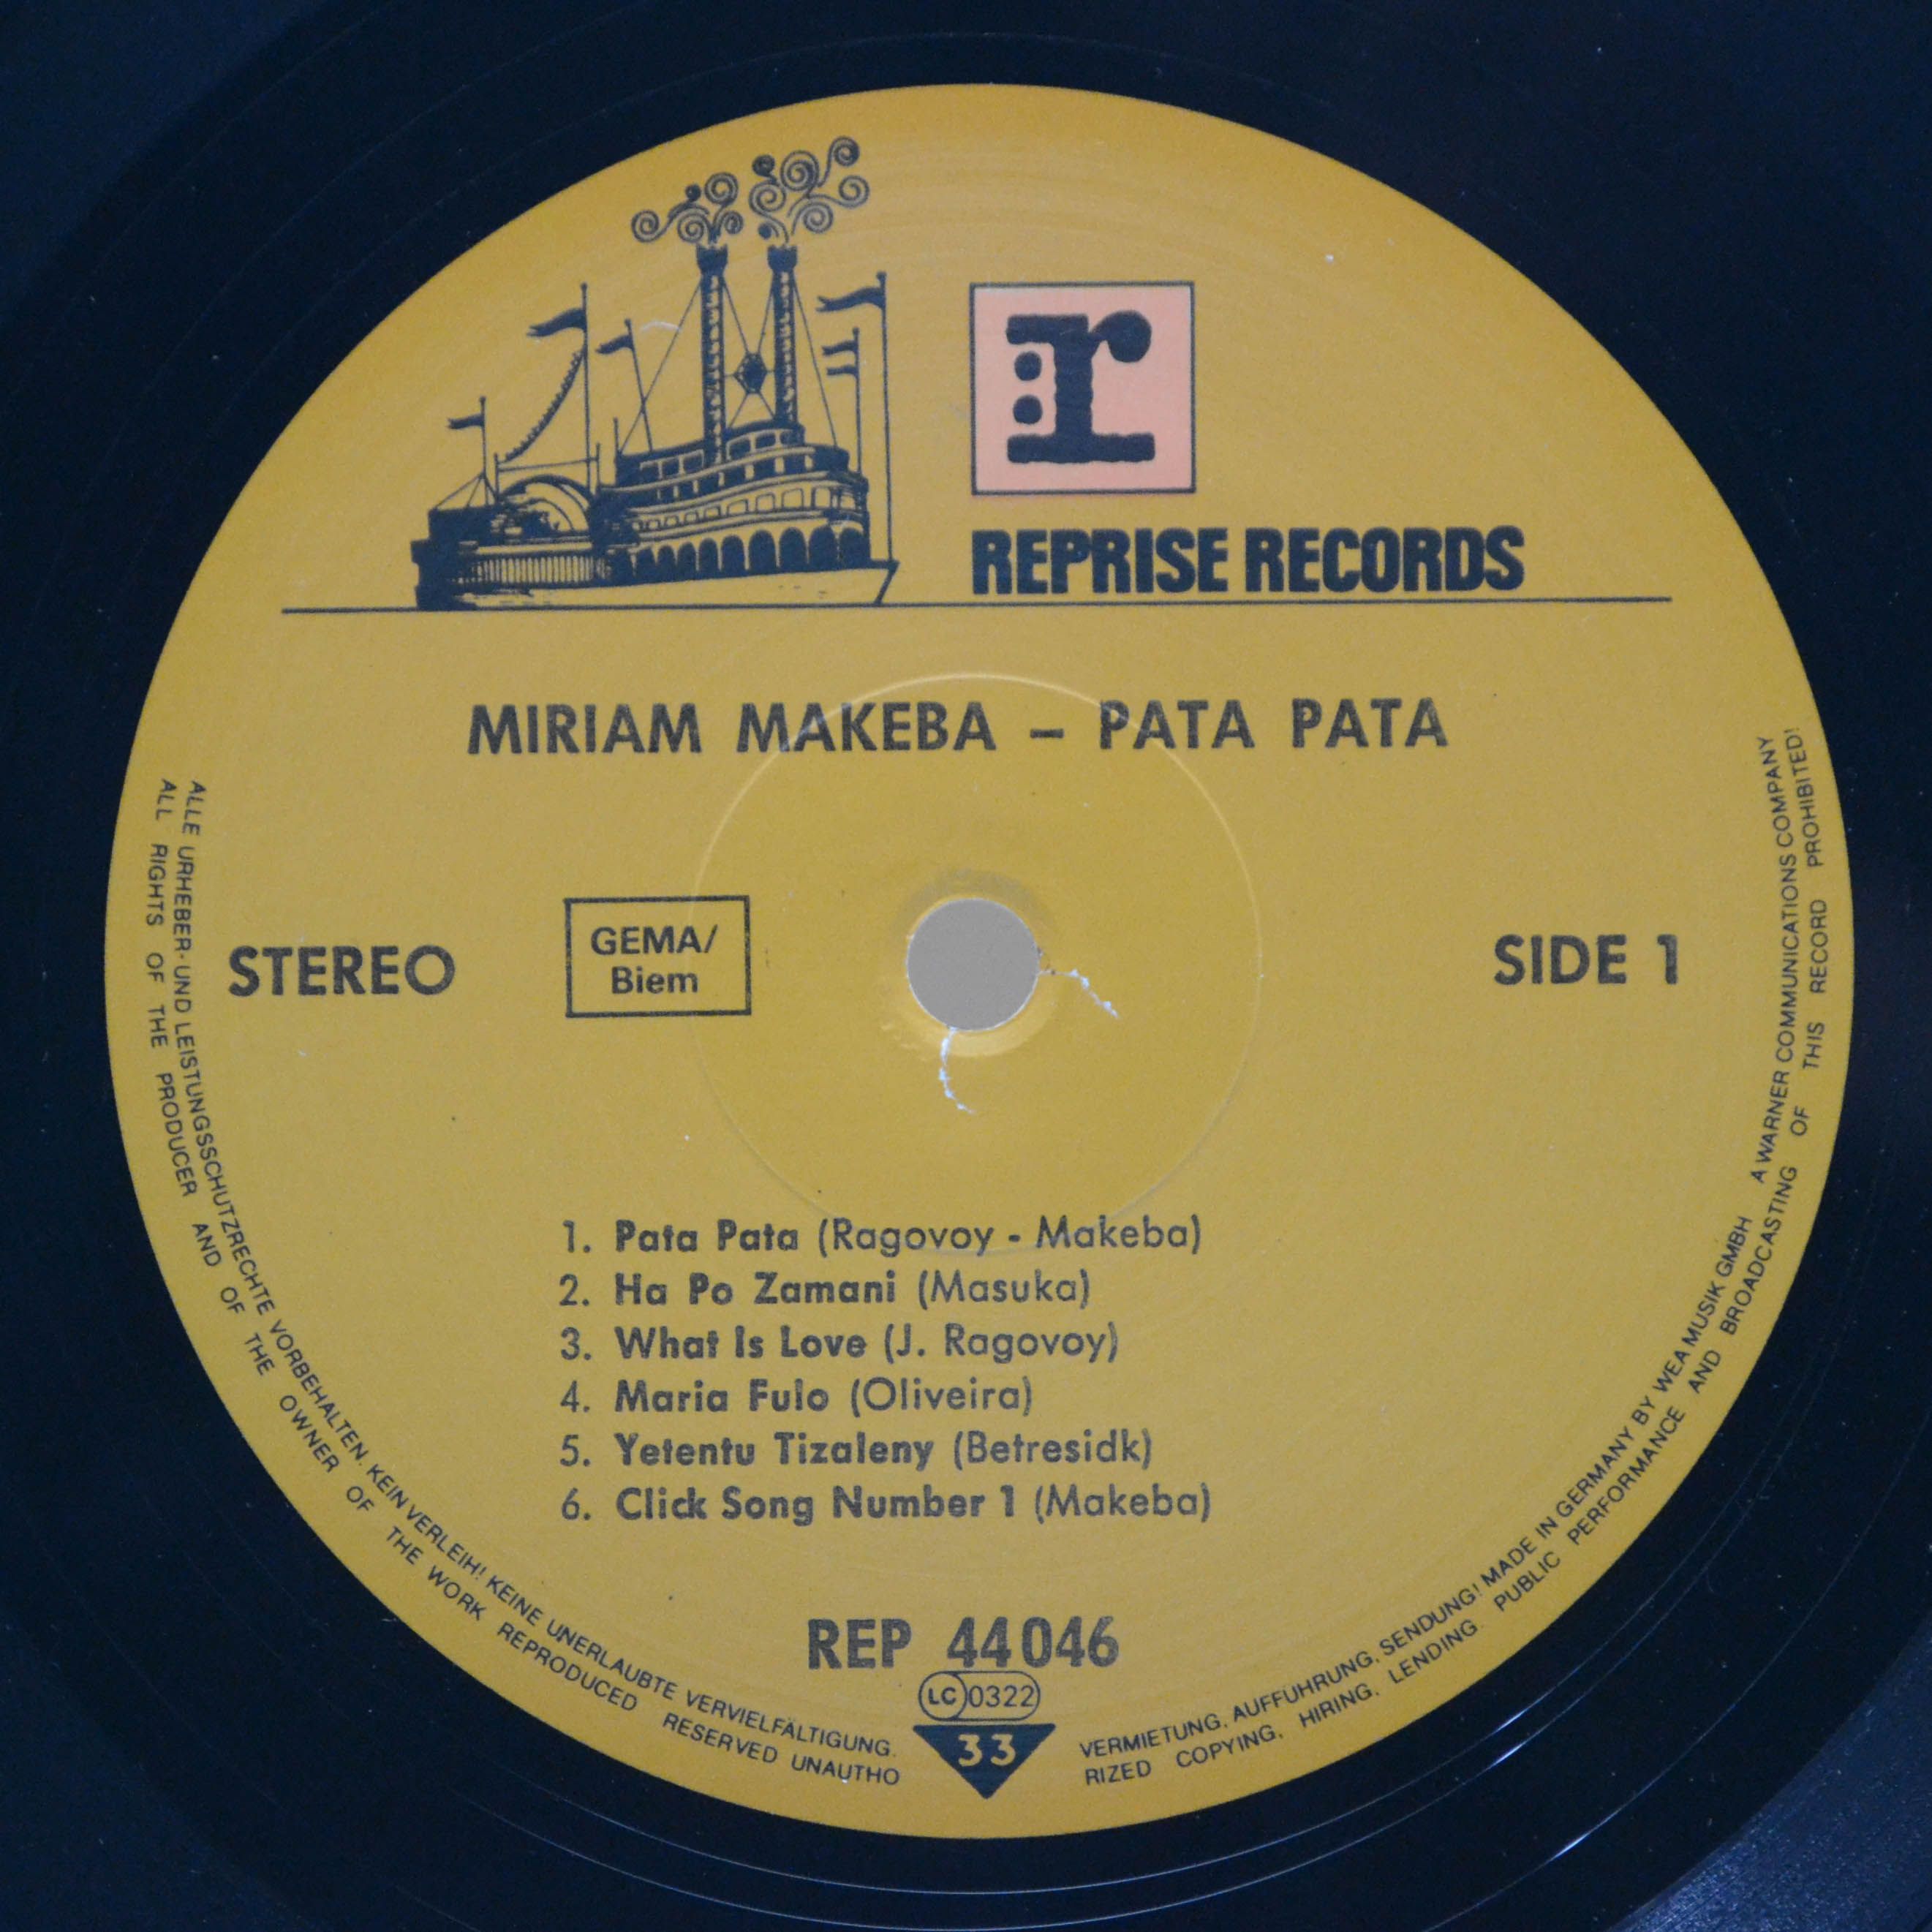 r:
REPRISE RECORDS
MIRIAM MAKEBA – PATA PATA
STEREO
GEMA/
Biem
SIDE 1
1. Pata Pata (Ragovoy - Makeba)
2. Ha Po Zamani (Masuka)
3. What Is Love (J. Ragovoy)
4. Maria Fulo (Oliveira)
5. Yetentu Tizaleny (Betresidk)
6. Click Song Number 1 (Makeba)
REP 44046
LC 0322
33
ALLE URHEBER- UND LEISTUNGSSCHUTZRECHTE VORBEHALTEN. KEIN VERLEIH! KEINE UNERLAUBTE VERVIELFÄLTIGUNG. VERMIETUNG, AUFFÜHRUNG, SENDUNG! MADE IN GERMANY BY WEA MUSIK GMBH A WARNER COMMUNICATIONS COMPANY
ALL RIGHTS OF THE PRODUCER AND OF THE OWNER OF THE WORK REPRODUCED RESERVED UNAUTHO RIZED COPYING, HIRING, LENDING. PUBLIC PERFORMANCE AND BROADCASTING OF THIS RECORD PROHIBITED!